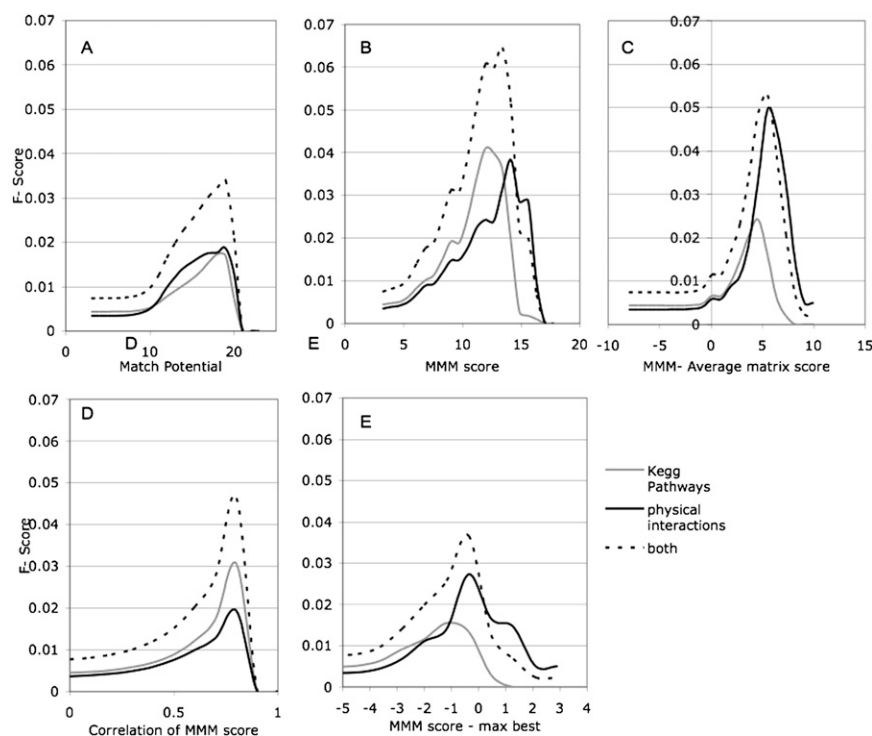 A
B
C
0.07
0.06
0.05
0.04
0.03
0.02
0.01
0
F- Score
0 10 20
D
Match Potential
0.07
0.06
0.05
0.04
0.03
0.02
0.01
0
0 5 10 15 20
E
MMM score
0.07
0.06
0.05
0.04
0.03
0.02
0.01
0
-10 -5 0 5 10 15
MMM- Average matrix score
D
0.07
0.06
0.05
0.04
0.03
0.02
0.01
0
F- Score
0 0.5 1
Correlation of MMM score
E
0.07
0.06
0.05
0.04
0.03
0.02
0.01
0
-5 -4 -3 -2 -1 0 1 2 3 4
MMM score - max best
Kegg
Pathways
physical
interactions
both